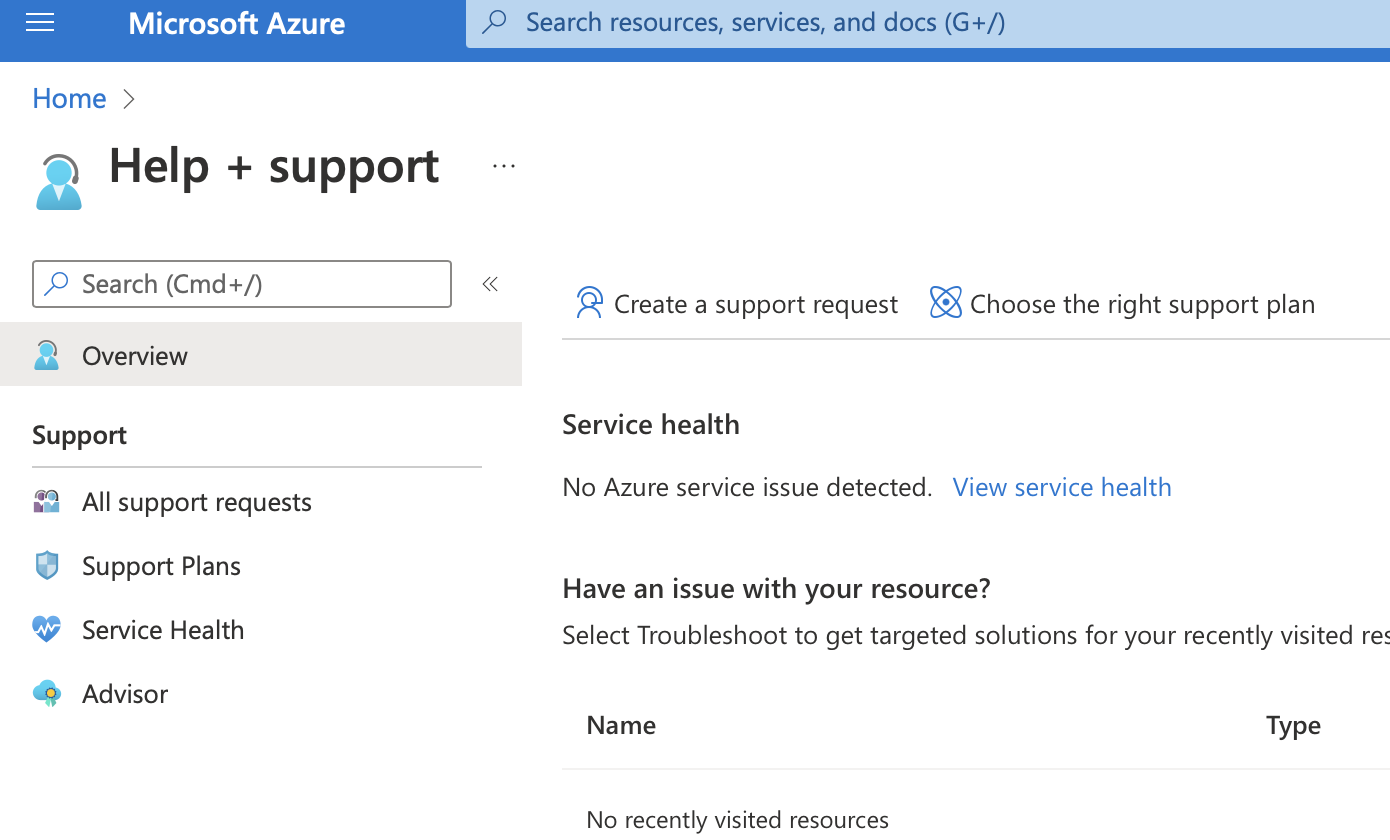 Microsoft Azure
Search resources, services, and docs (G+/)
Home
Help + support
...
Search (Cmd+/)
«
Overview
Support
All support requests
Support Plans
Service Health
Advisor
Create a support request
Choose the right support plan
Service health
No Azure service issue detected. View service health
Have an issue with your resource?
Select Troubleshoot to get targeted solutions for your recently visited
Name Type
No recently visited resources